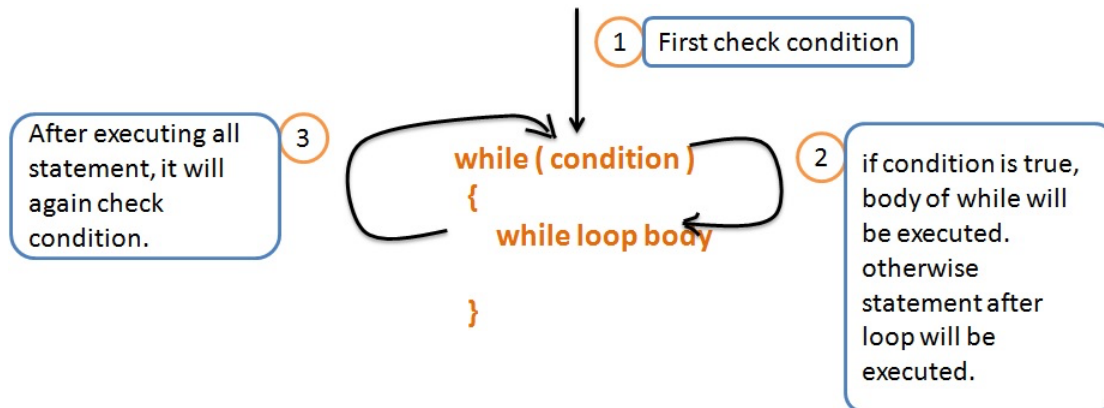 1
First check condition
3
After executing all
statement, it will
again check
condition.
while ( condition )
{
while loop body
}
2
if condition is true,
body of while will
be executed.
otherwise
statement after
loop will be
executed.